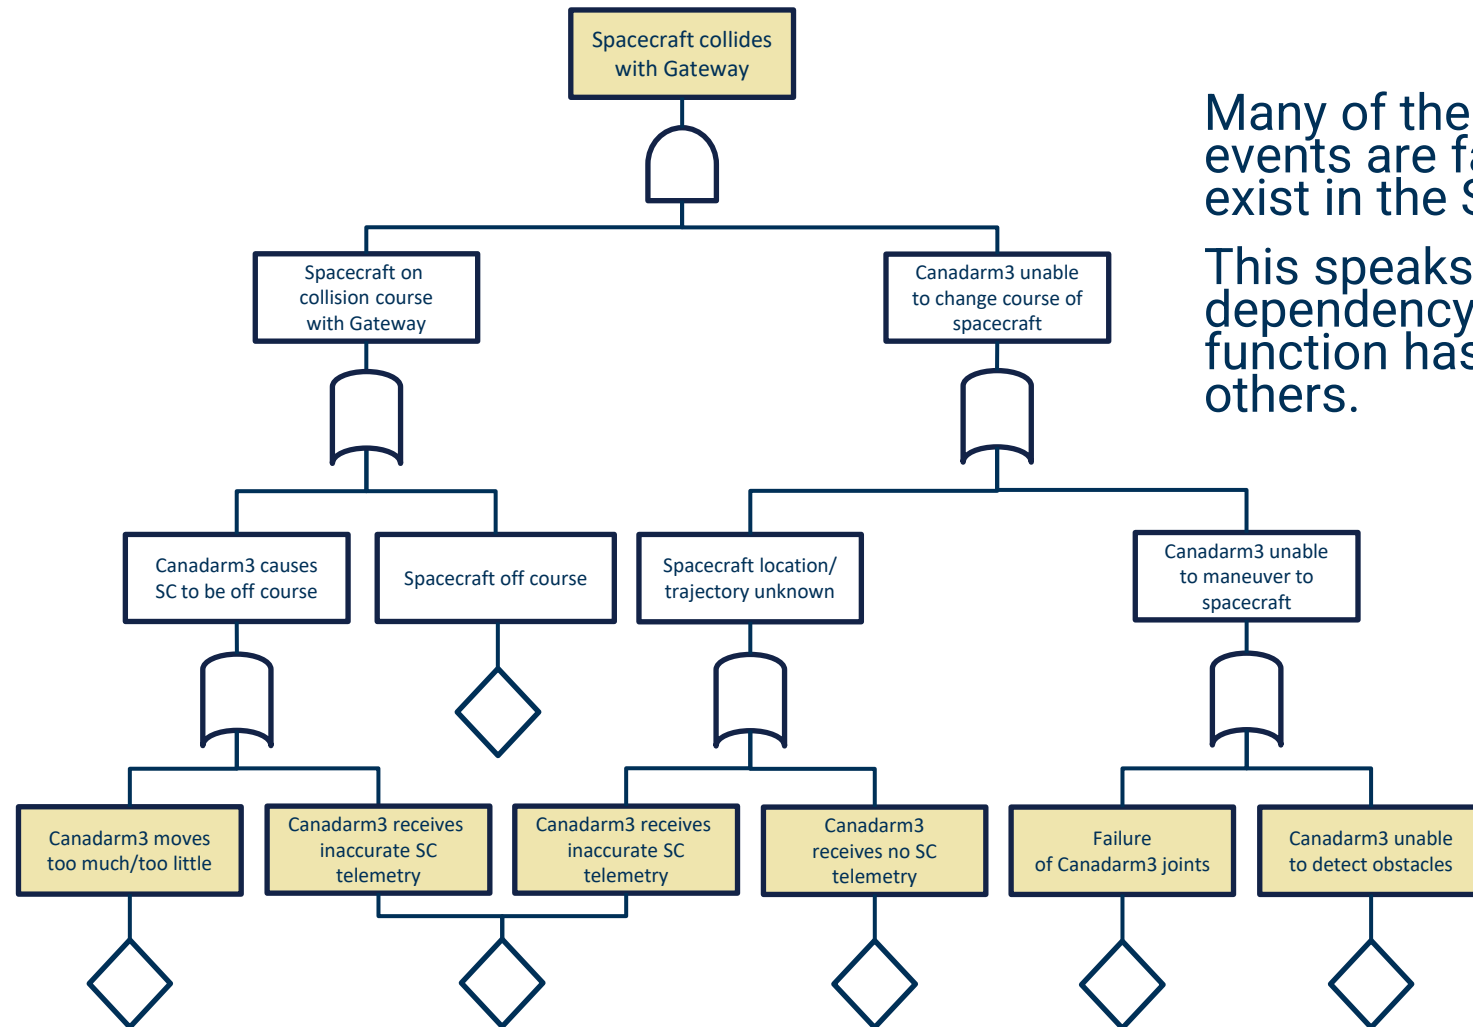 Spacecraft collides
with Gateway
Many of the
events are
exist in the
This speaks
dependency
function has
others.
Spacecraft on
collision course
with Gateway
Canadarm3 unable
to change course of
spacecraft
Canadarm3 causes
SC to be off course
Spacecraft off course
Spacecraft location/
trajectory unknown
Canadarm3 unable
to maneuver to
spacecraft
Canadarm3 moves
too much/too little
Canadarm3 receives
inaccurate SC
telemetry
Canadarm3 receives
inaccurate SC
telemetry
Canadarm3
receives no SC
telemetry
Failure
of Canadarm3 joints
Canadarm3 unable
to detect obstacles